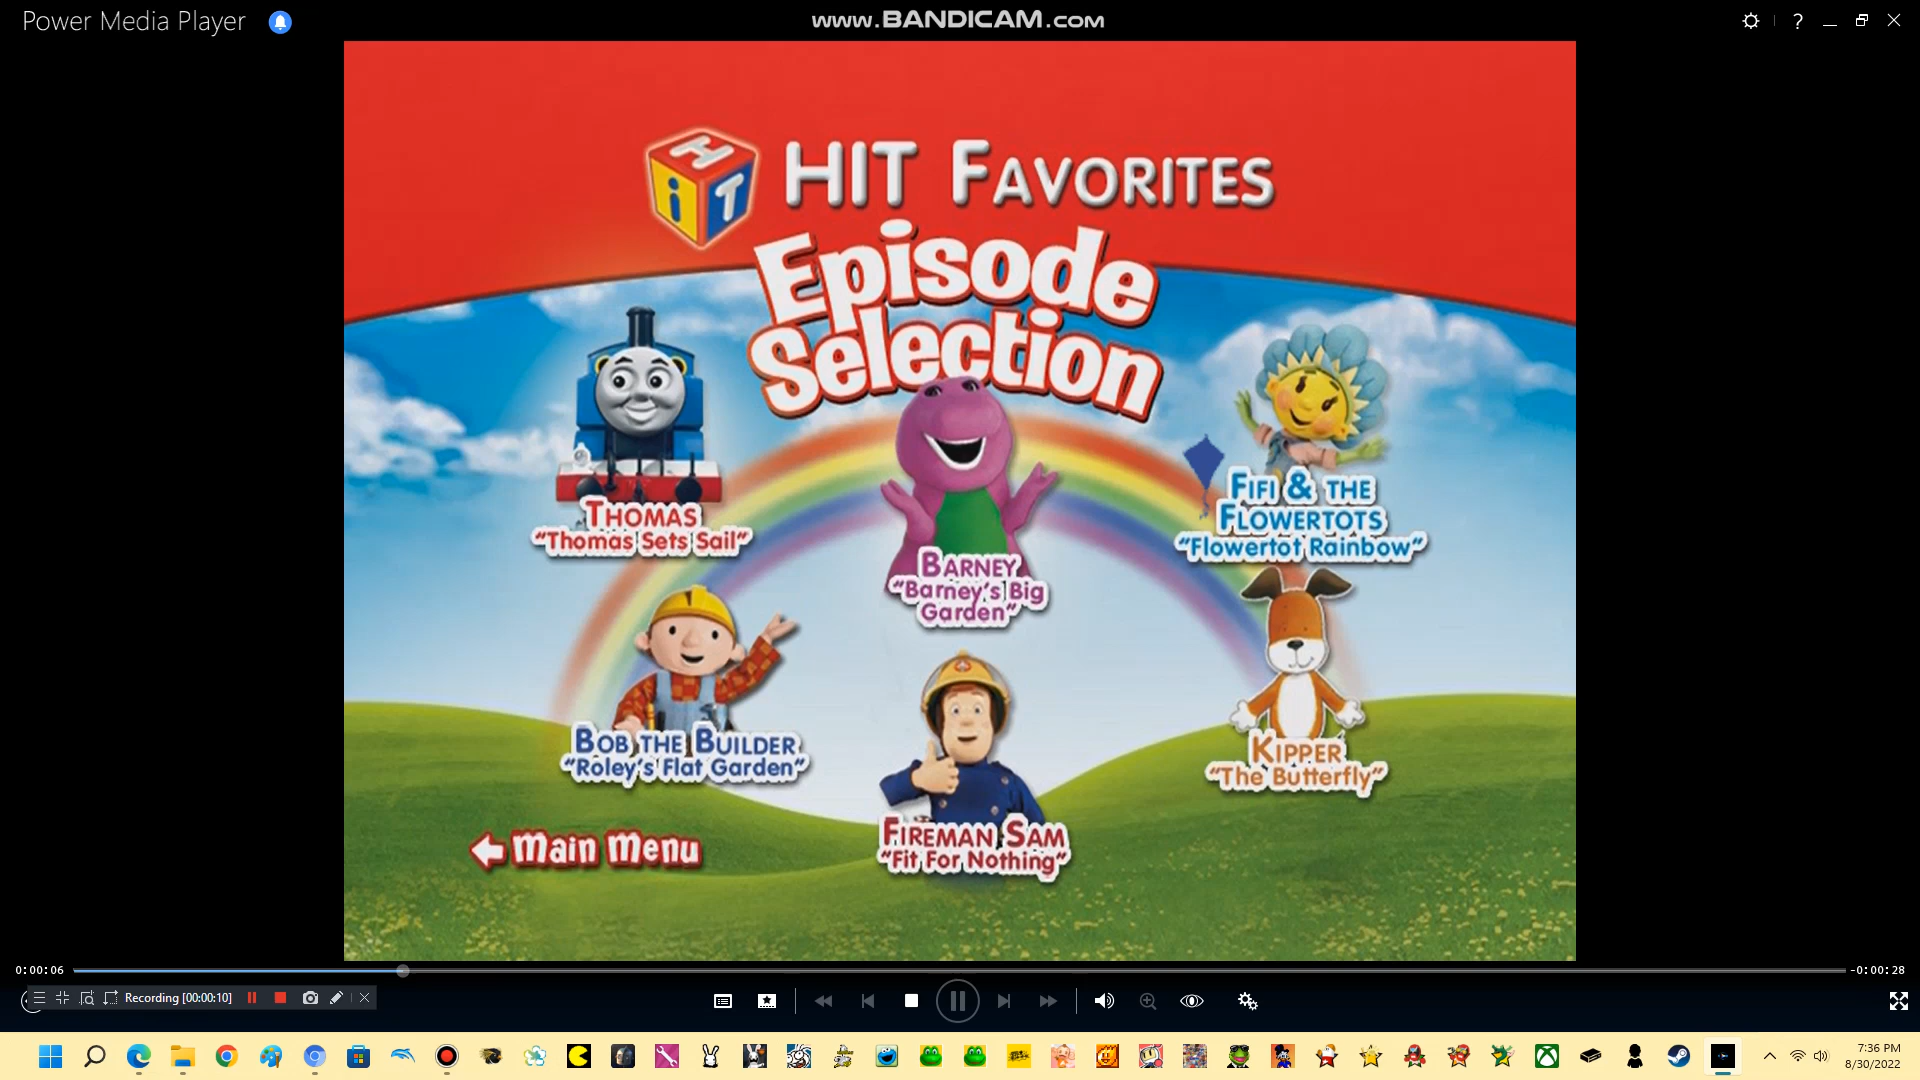 Power Media Player
www.BANDICAM.com
?
HIT
HIT FAVORITES
Episode
Selection
THOMAS
"Thomas Sets Sail"
BARNEY
"Barney's Big
Garden"
FIFI & THE
FLOWERTOTS
"Flowertot Rainbow"
BOB THE BUILDER
"Roley's Flat Garden"
FIREMAN SAM
"Fit For Nothing"
KIPPER
"The Butterfly"
Main Menu
0:00:06
-0:00:28
Recording [00:00:10]
7:36 PM
8/30/2022